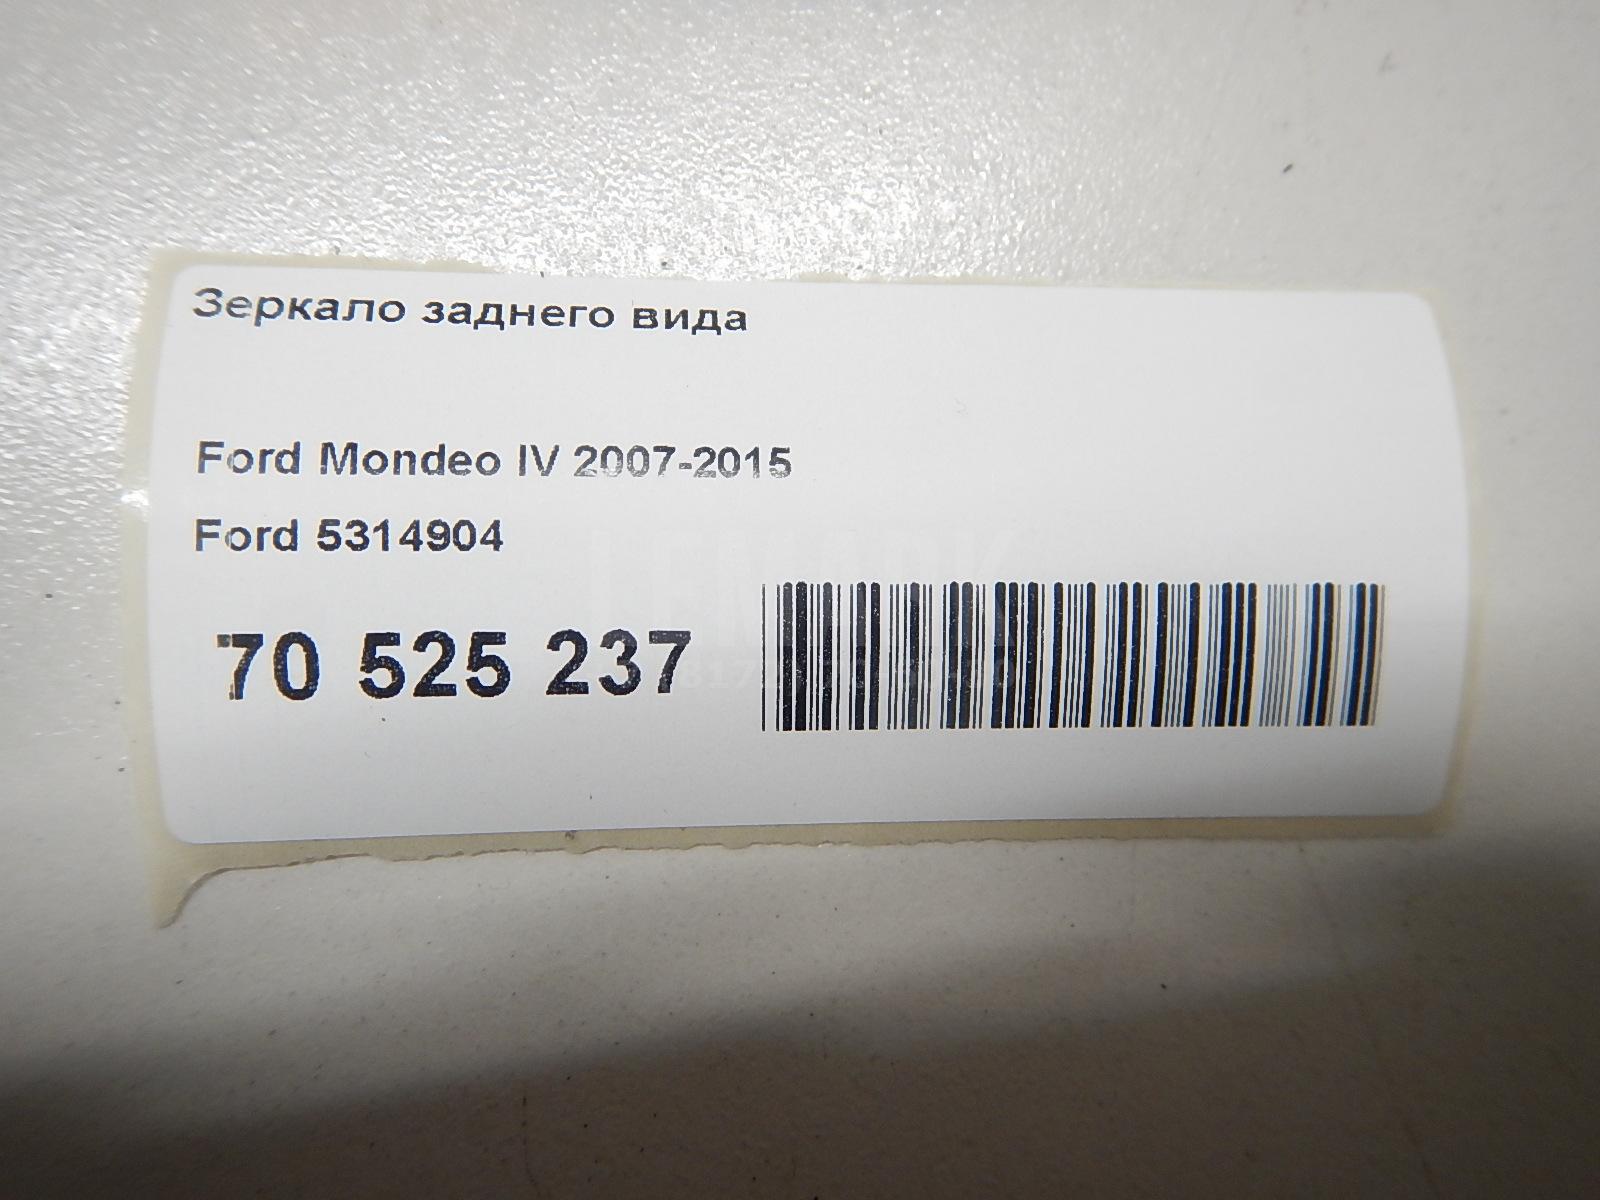 Зеркало заднего вида
Ford Mondeo IV 2007-2015
Ford 5314904
70 525 237